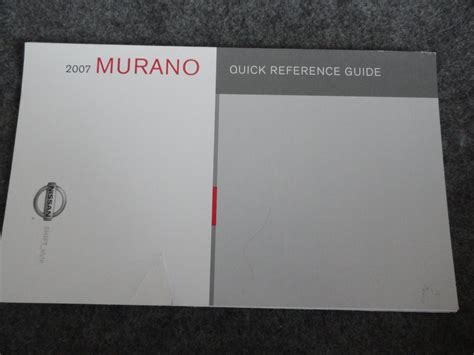 2007 MURANO
QUICK REFERENCE GUIDE
NISSAN